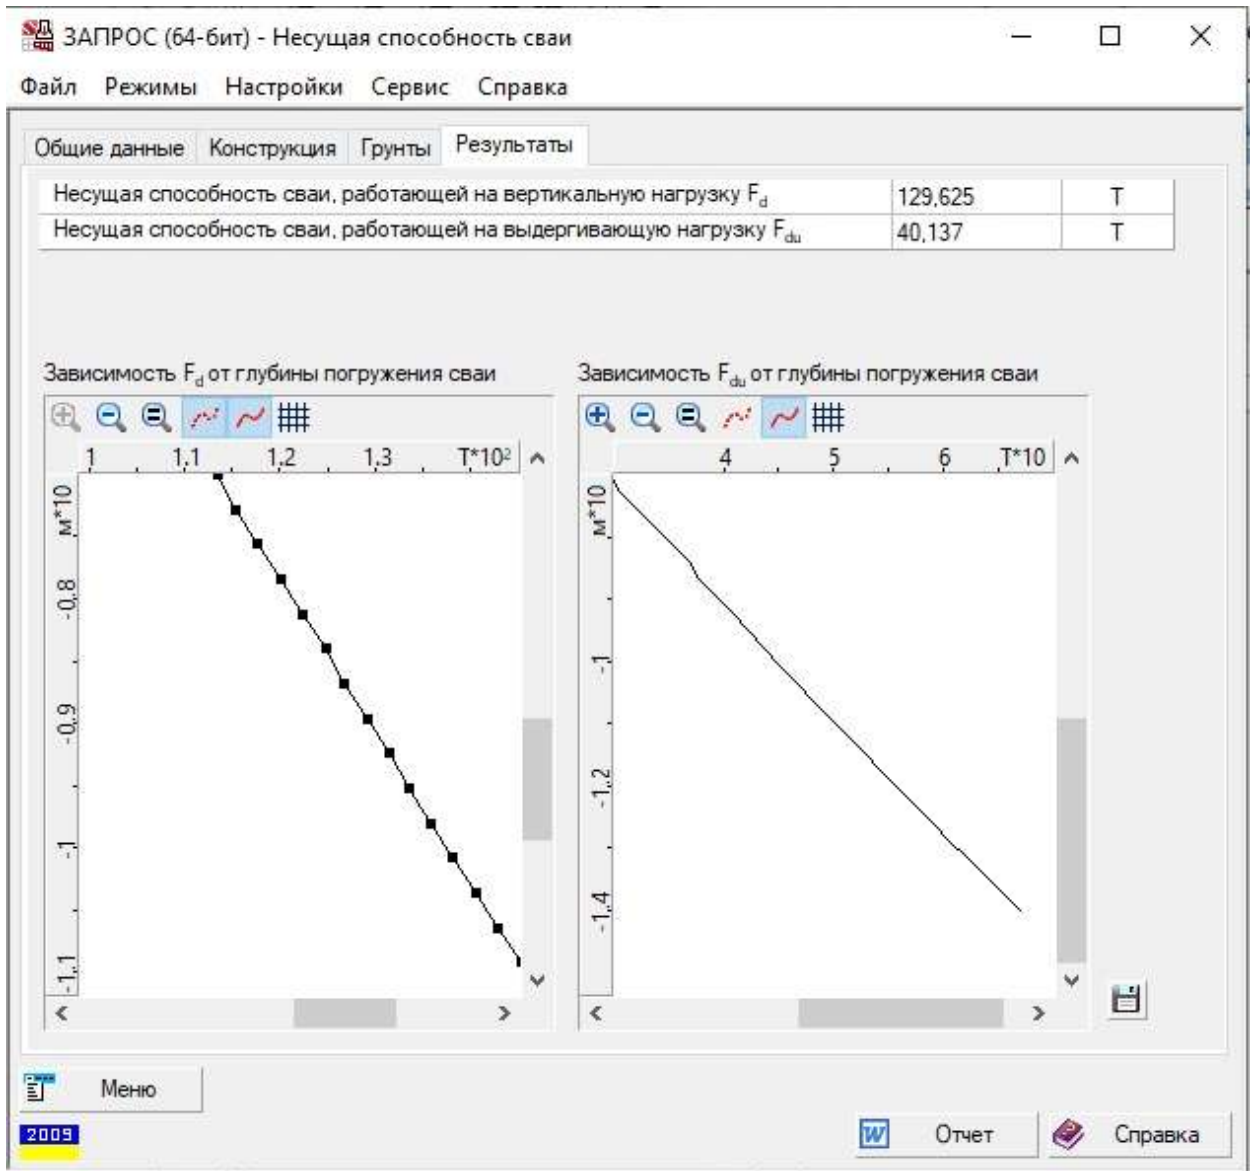 ЗАПРОС (64-бит) - Несущая способность сваи
Файл Режимы Настройки Сервис Справка
Общие данные Конструкция Грунты Результаты
Несущая способность сваи, работающей на вертикальную нагрузку Fd 129,625 Т
Несущая способность сваи, работающей на выдергивающую нагрузку Fdu 40,137 Т
Зависимость Fd от глубины погружения сваи
1 1,1 1,2 1,3 Т*10²
м*10
-0,8
-0,9
-1
-1,1
Зависимость Fdu от глубины погружения сваи
4 5 6 Т*10
м*10
-1
-1,2
-1,4
Меню
2009
Отчет Справка